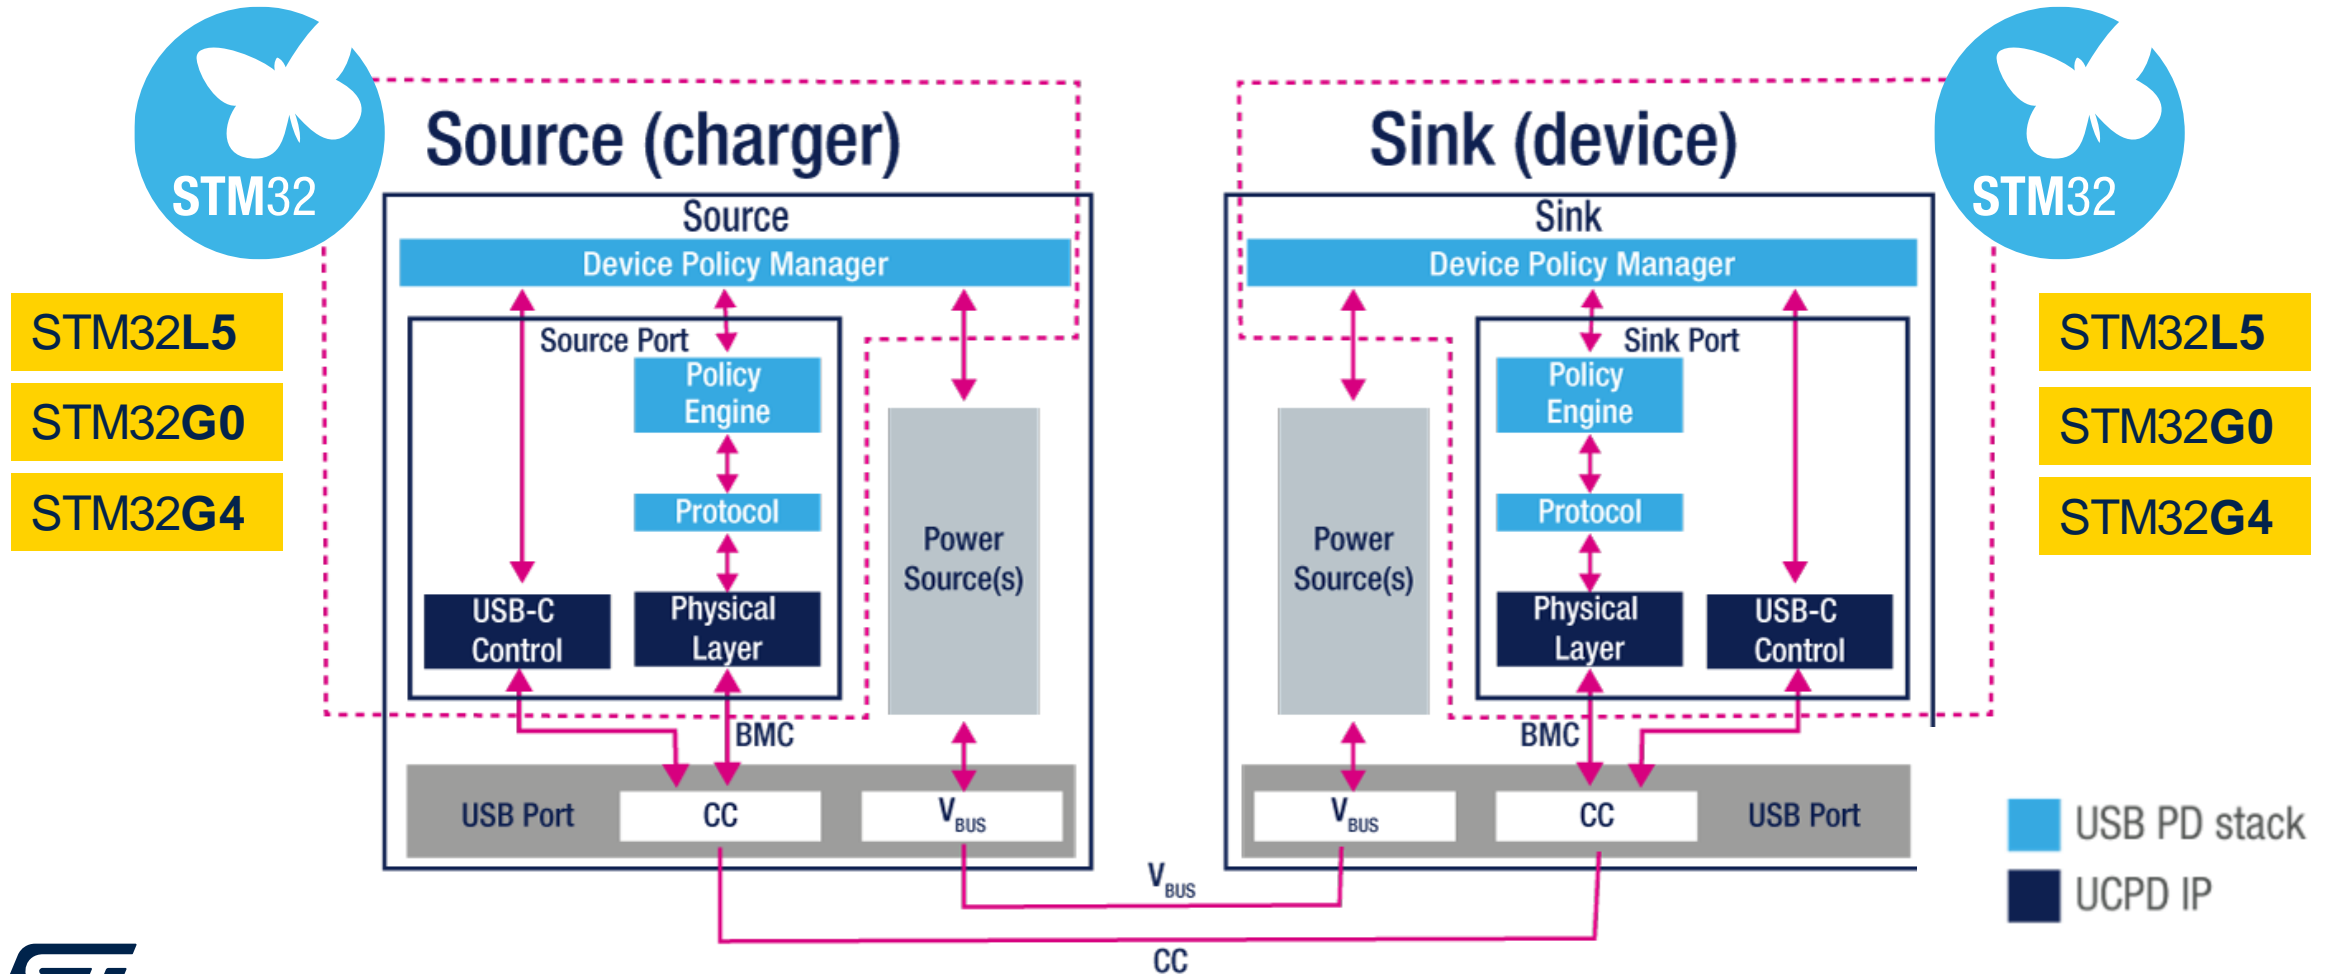 STM32
STM32L5
STM32G0
STM32G4
Source (charger)
Source
Device Policy Manager
Source Port
Policy
Engine
Protocol
USB-C
Control
Physical
Layer
Power
Source(s)
BMC
USB Port
CC
VBUS
VBUS
CC
Sink (device)
Sink
Device Policy Manager
Sink Port
Power
Source(s)
Policy
Engine
Protocol
Physical
Layer
USB-C
Control
BMC
VBUS
CC
USB Port
STM32
STM32L5
STM32G0
STM32G4
USB PD stack
UCPD IP